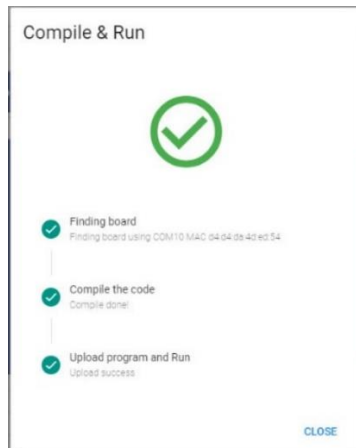 Compile & Run
Finding board
Finding board using COM10 MAC d4:d4:da:4d:ed:54
Compile the code
Compile done!
Upload program and Run
Upload success
CLOSE